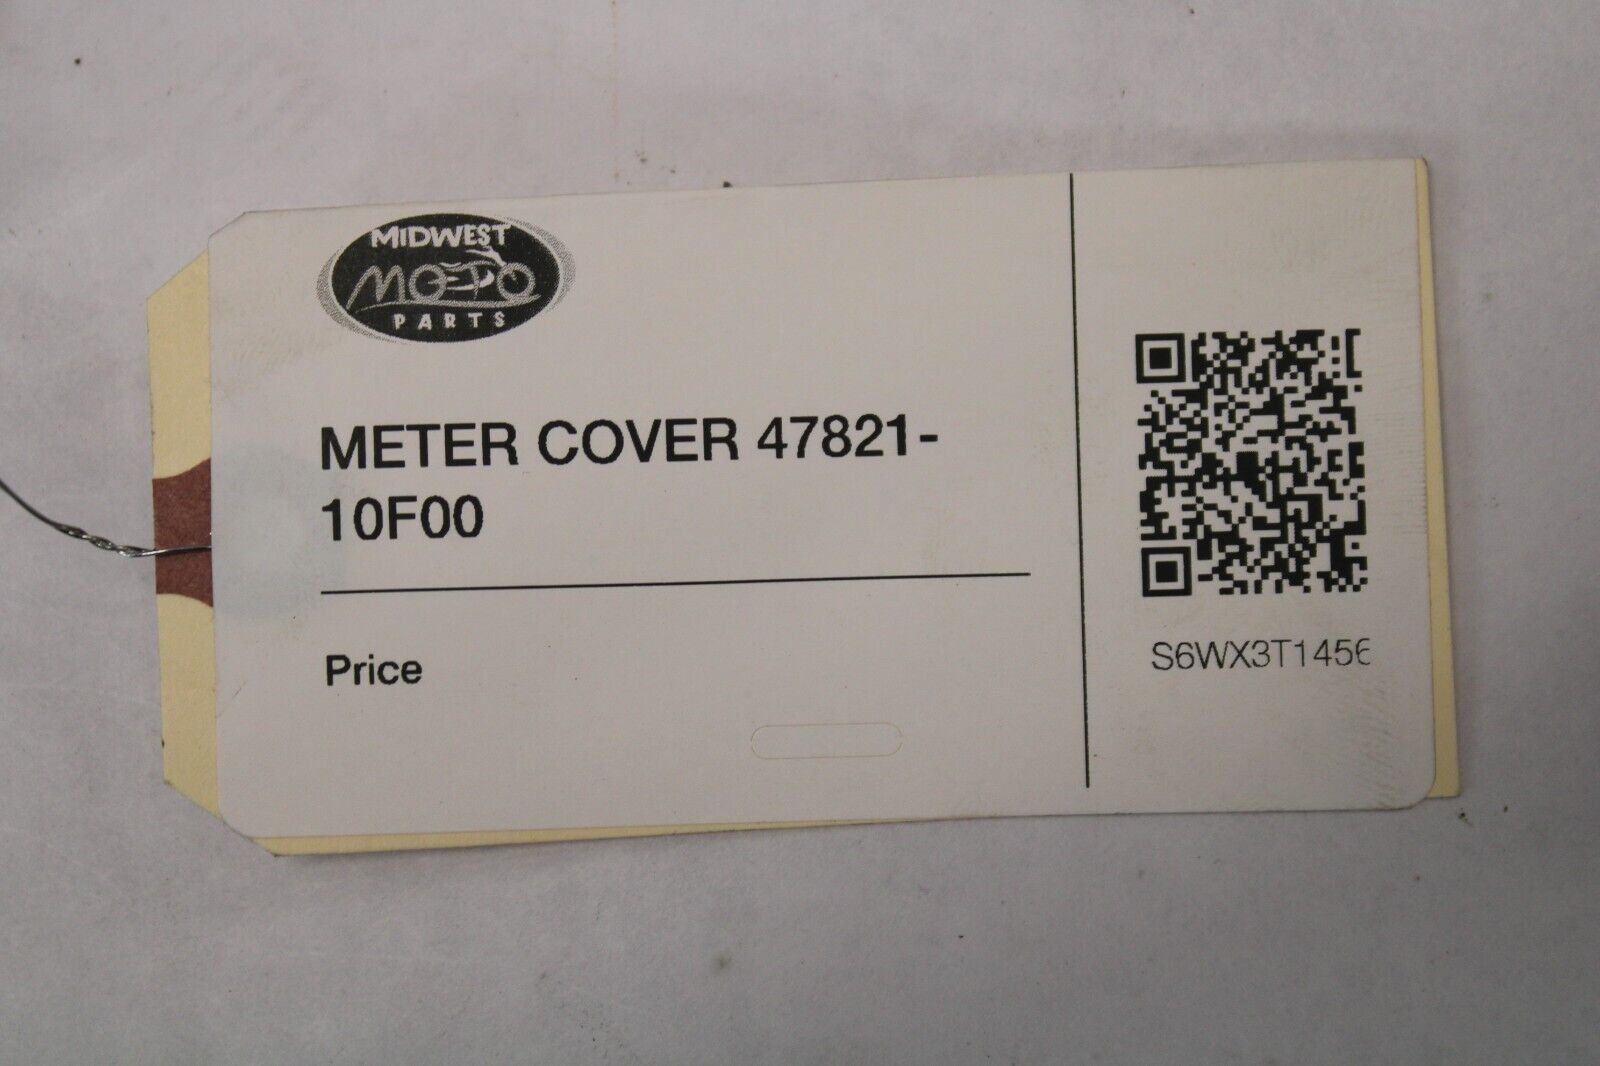 MIDWEST
MOTO
PARTS
METER COVER 47821-
10F00
Price
S6WX3T1456